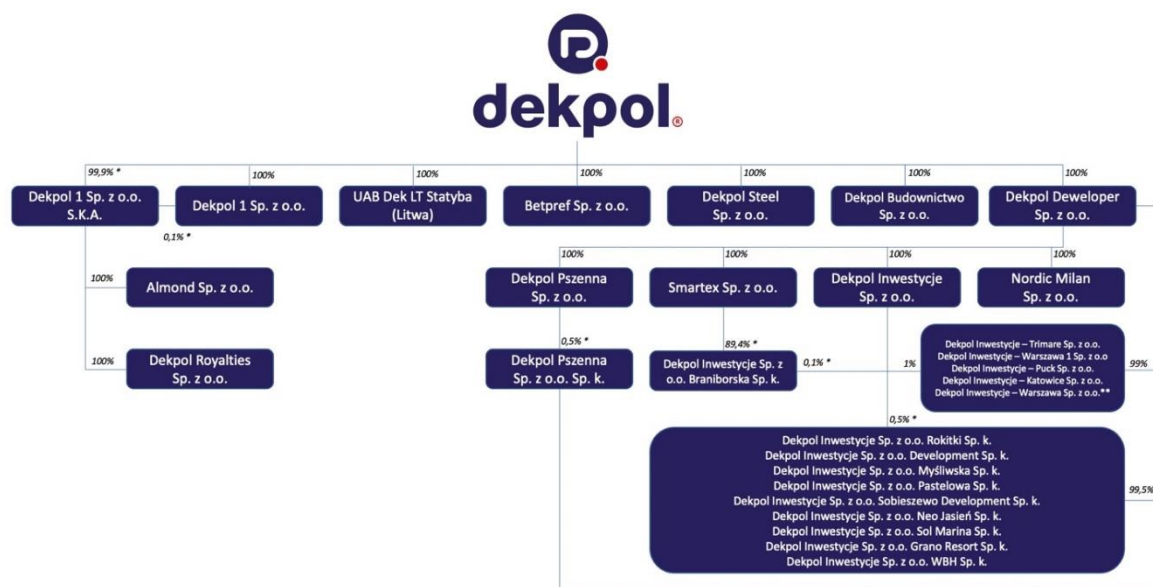 dekpol®
99,9% *
100%
100%
100%
100%
100%
100%
Dekpol 1 Sp. z o.o.
S.K.A.
Dekpol 1 Sp. z o.o.
UAB Dek LT Statyba
(Litwa)
Betpref Sp. z o.o.
Dekpol Steel
Sp. z o.o.
Dekpol Budownictwo
Sp. z o.o.
Dekpol Deweloper
Sp. z o.o.
0,1% *
100%
100%
100%
100%
100%
Almond Sp. z o.o.
Dekpol Pszenna
Sp. z o.o.
Smartex Sp. z o.o.
Dekpol Inwestycje
Sp. z o.o.
Nordic Milan
Sp. z o.o.
100%
Dekpol Royalties
Sp. z o.o.
0,5% *
Dekpol Pszenna
Sp. z o.o. Sp. k.
89,4% *
Dekpol Inwestycje Sp. z
o.o. Braniborska Sp. k.
0,1% *
1%
Dekpol Inwestycje – Trimare Sp. z o.o.
Dekpol Inwestycje – Warszawa 1 Sp. z o.o
Dekpol Inwestycje – Puck Sp. z o.o.
Dekpol Inwestycje – Katowice Sp. z o.o.
Dekpol Inwestycje – Warszawa Sp. z o.o.**
99%
0,5% *
Dekpol Inwestycje Sp. z o.o. Rokitki Sp. k.
Dekpol Inwestycje Sp. z o.o. Development Sp. k.
Dekpol Inwestycje Sp. z o.o. Myśliwska Sp. k.
Dekpol Inwestycje Sp. z o.o. Pastelowa Sp. k.
Dekpol Inwestycje Sp. z o.o. Sobieszewo Development Sp. k.
Dekpol Inwestycje Sp. z o.o. Neo Jasień Sp. k.
Dekpol Inwestycje Sp. z o.o. Sol Marina Sp. k.
Dekpol Inwestycje Sp. z o.o. Grano Resort Sp. k.
Dekpol Inwestycje Sp. z o.o. WBH Sp. k.
99,5%